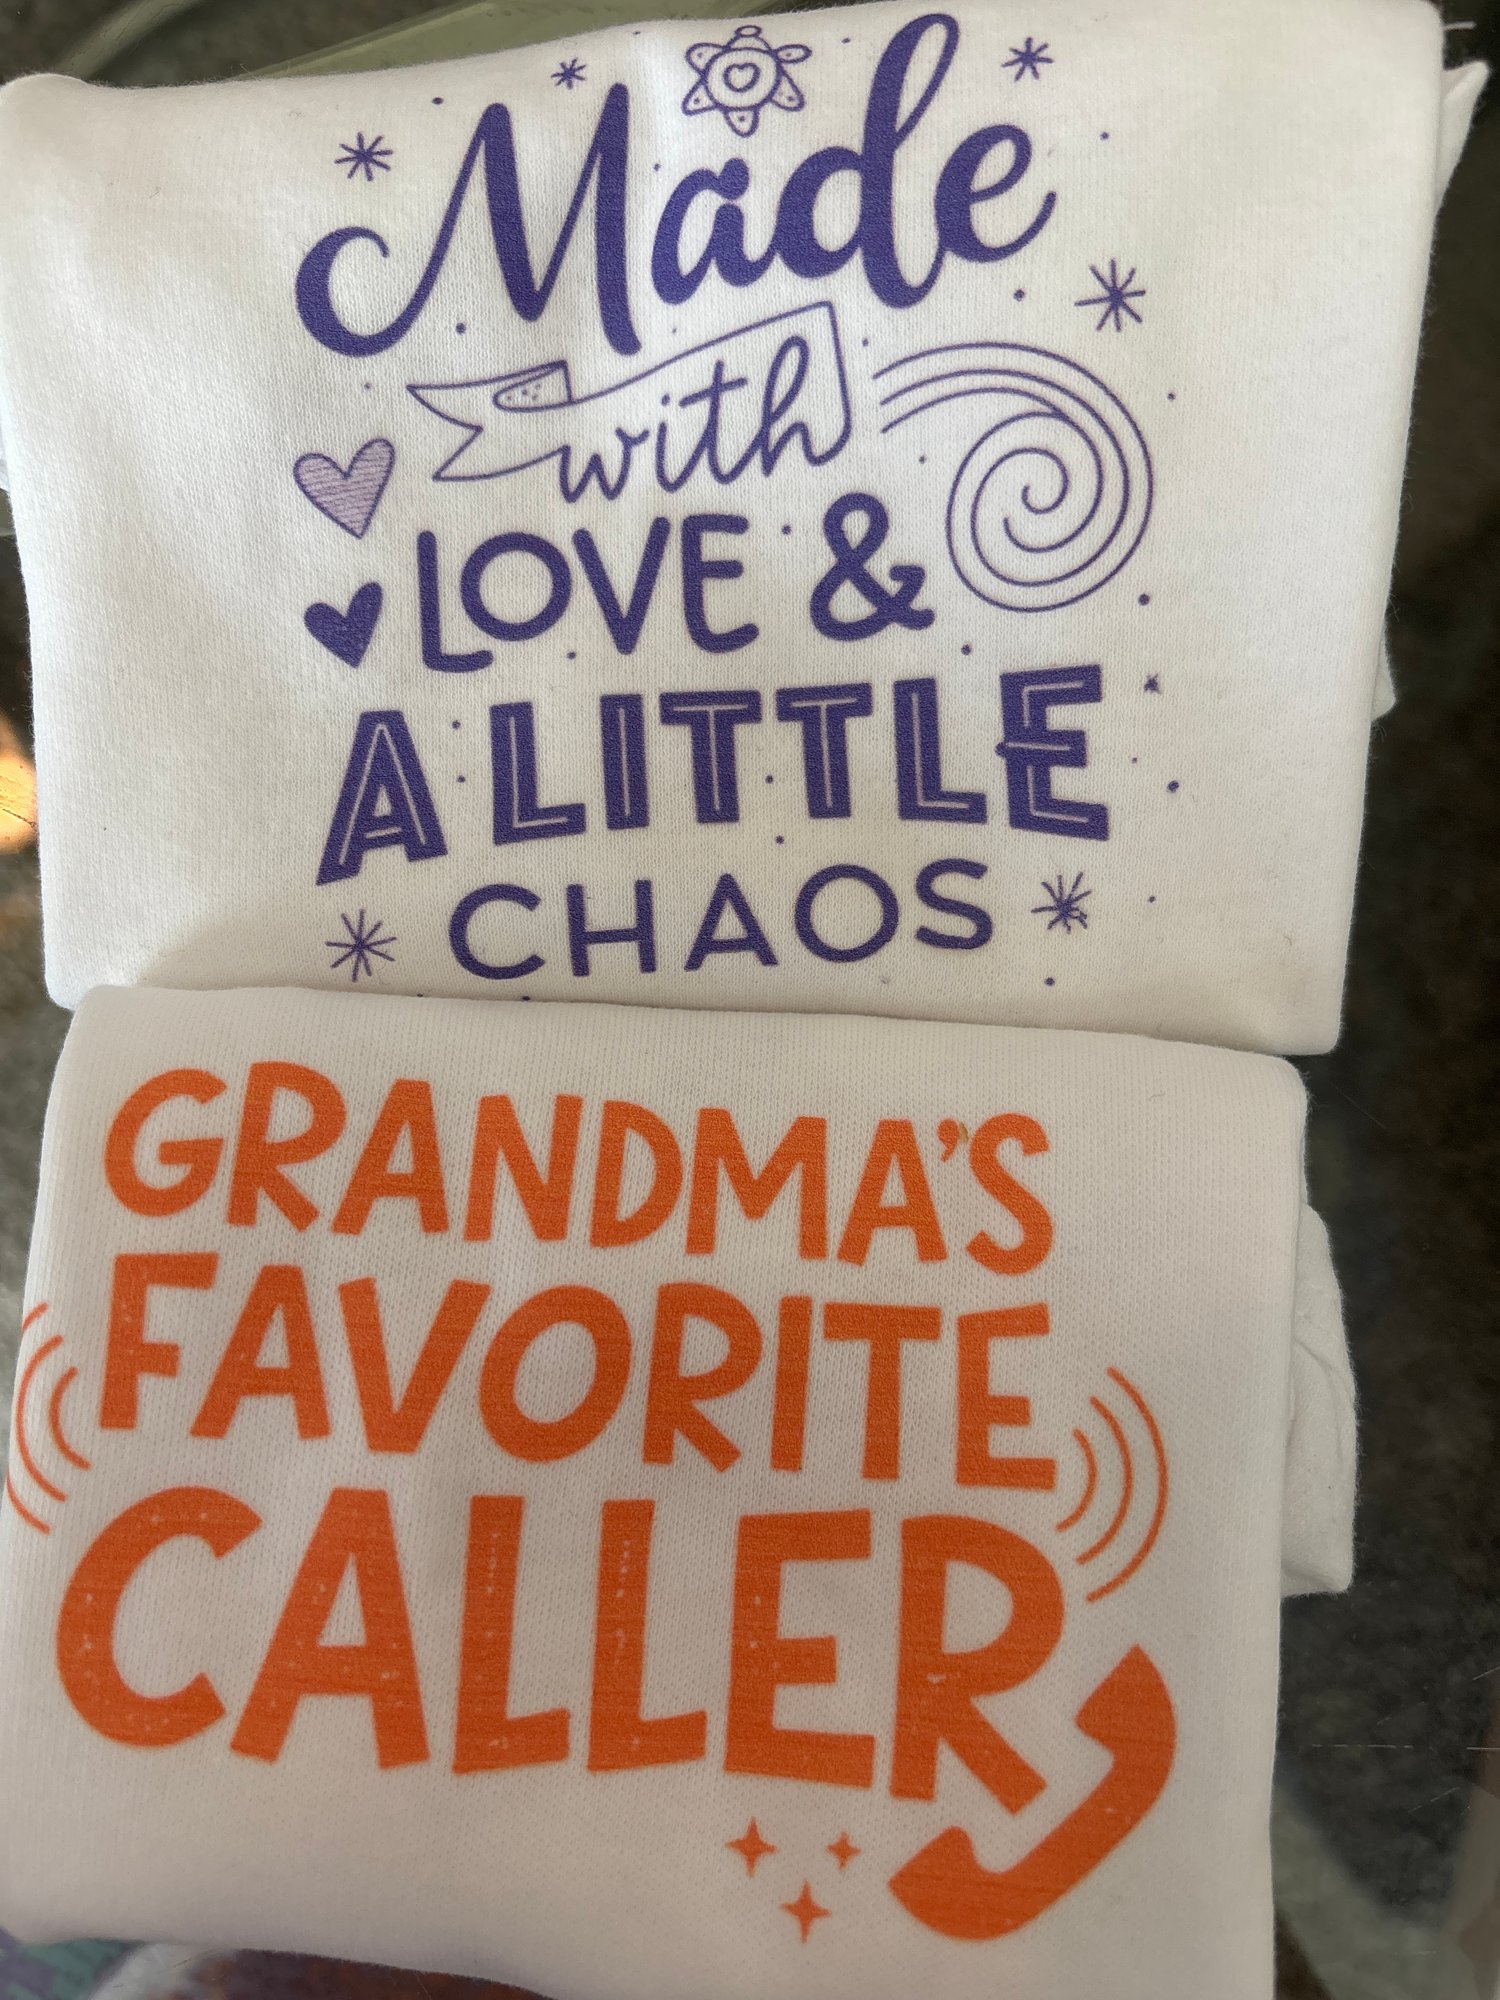 Made
with
LOVE &
A LITTLE
CHAOS
GRANDMA'S
FAVORITE
CALLER